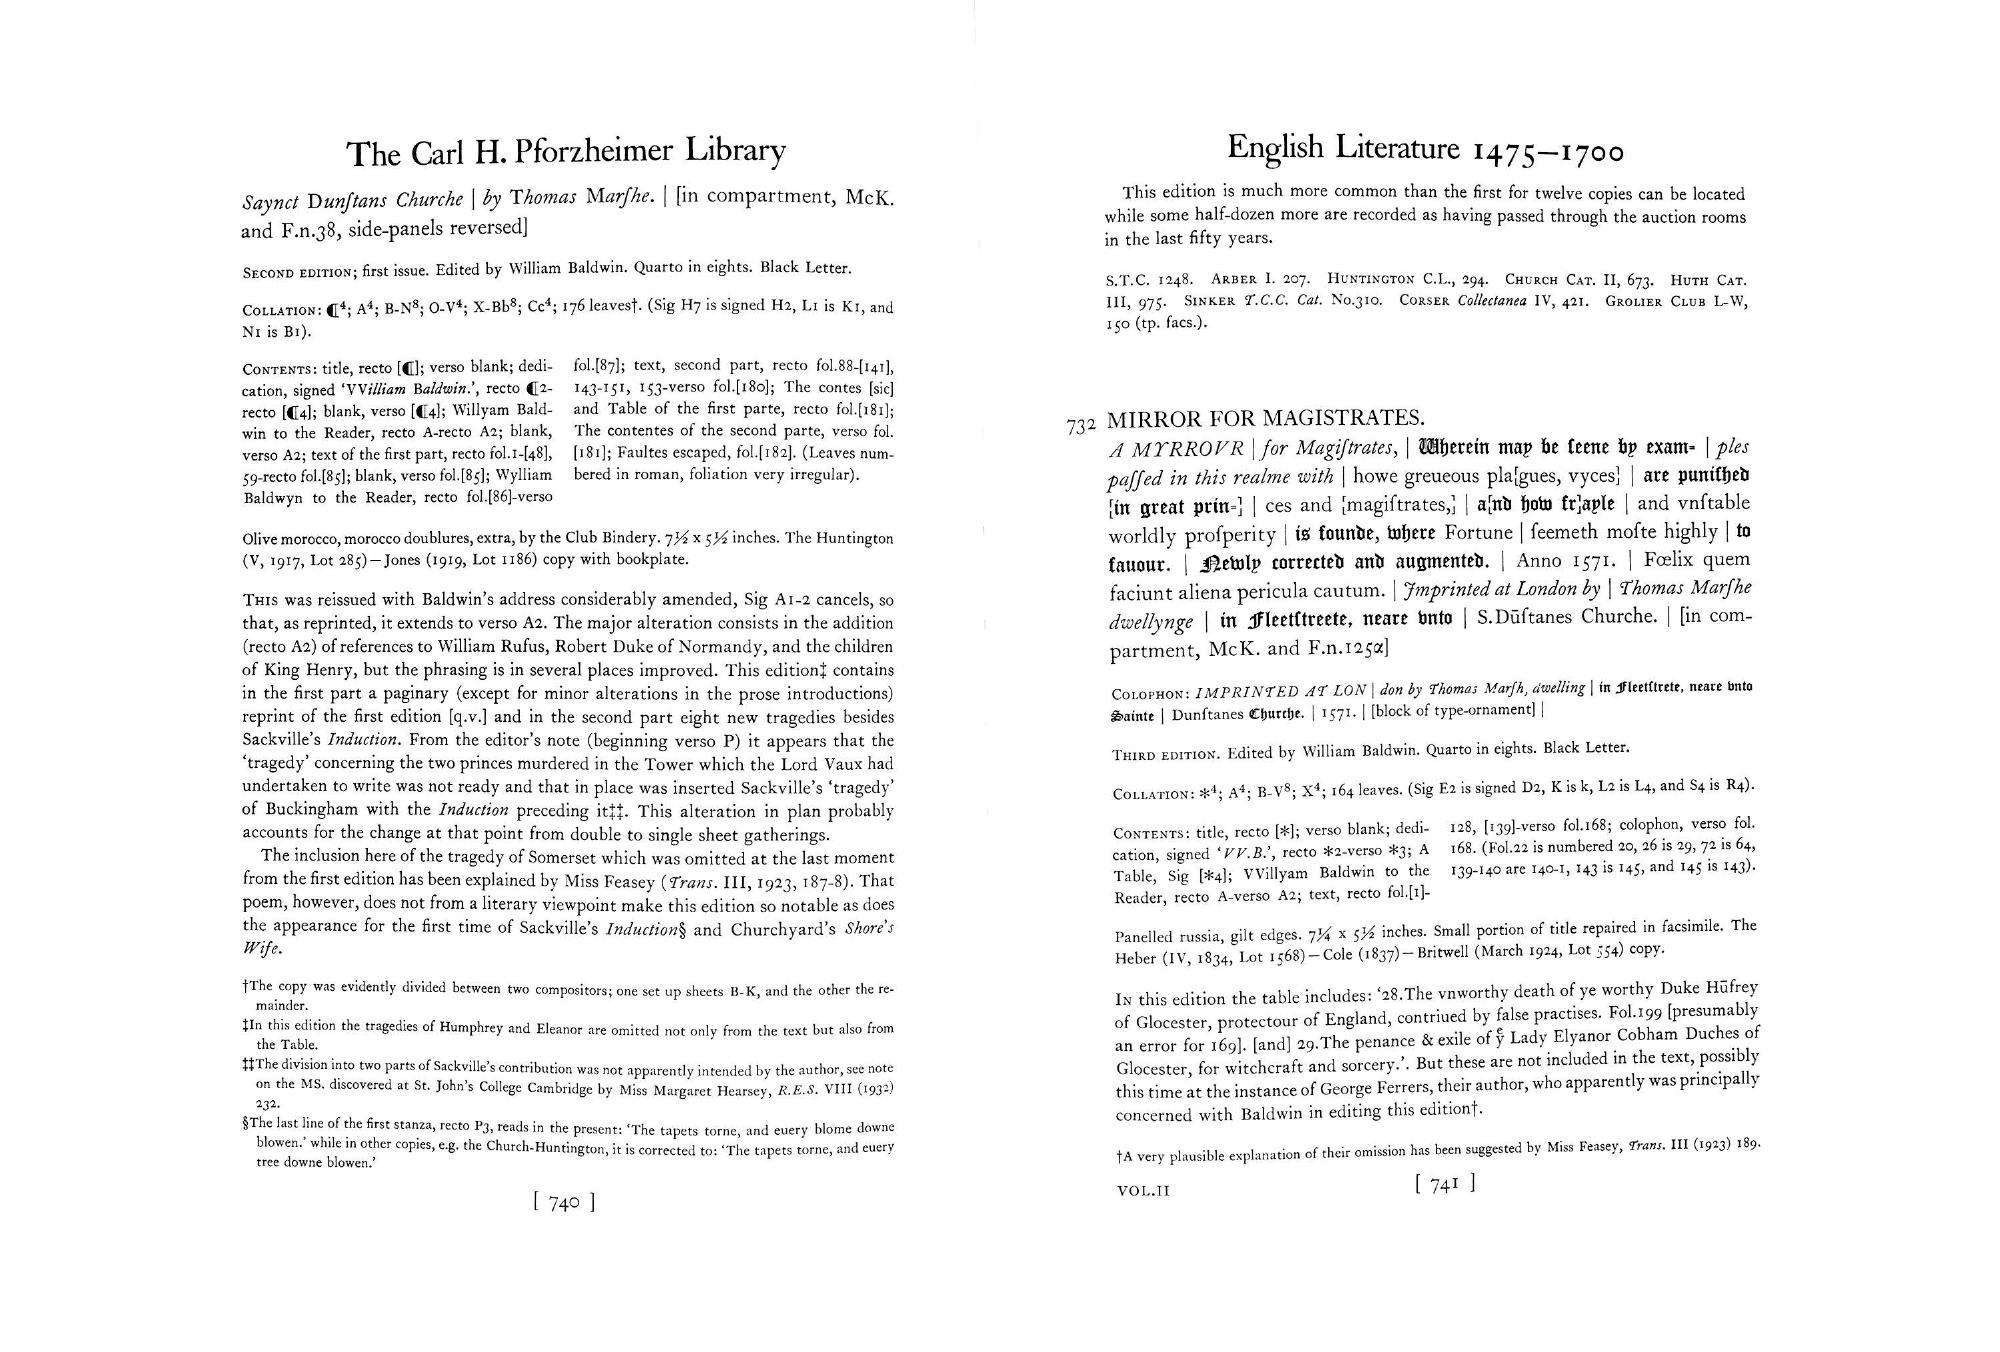 The Carl H. Pforzheimer Library
Saynct Dunſtans Churche | by Thomas Marſhe. | [in compartment, McK.
and F.n.38, side-panels reversed]
Second edition; first issue. Edited by William Baldwin. Quarto in eights. Black Letter.
Collation: ¶⁴; A⁴; B-N⁸; O-V⁴; X-Bb⁸; Cc⁴; 176 leaves†. (Sig H7 is signed H2, L1 is K1, and
N1 is B1).
Contents: title, recto [¶]; verso blank; dedi-
cation, signed ‘VVilliam Baldwin.’, recto ¶2-
recto [¶4]; blank, verso [¶4]; Willyam Bald-
win to the Reader, recto A-recto A2; blank,
verso A2; text of the first part, recto fol.1-[48],
59-recto fol.[85]; blank, verso fol.[85]; Wylliam
Baldwyn to the Reader, recto fol.[86]-verso
fol.[87]; text, second part, recto fol.88-[141],
143-151, 153-verso fol.[180]; The contes [sic]
and Table of the first parte, recto fol.[181];
The contentes of the second parte, verso fol.
[181]; Faultes escaped, fol.[182]. (Leaves num-
bered in roman, foliation very irregular).
Olive morocco, morocco doublures, extra, by the Club Bindery. 7½ x 5½ inches. The Huntington
(V, 1917, Lot 285)—Jones (1919, Lot 1186) copy with bookplate.
This was reissued with Baldwin's address considerably amended, Sig A1-2 cancels, so
that, as reprinted, it extends to verso A2. The major alteration consists in the addition
(recto A2) of references to William Rufus, Robert Duke of Normandy, and the children
of King Henry, but the phrasing is in several places improved. This edition‡ contains
in the first part a paginary (except for minor alterations in the prose introductions)
reprint of the first edition [q.v.] and in the second part eight new tragedies besides
Sackville's Induction. From the editor's note (beginning verso P) it appears that the
‘tragedy’ concerning the two princes murdered in the Tower which the Lord Vaux had
undertaken to write was not ready and that in place was inserted Sackville's ‘tragedy’
of Buckingham with the Induction preceding it‡‡. This alteration in plan probably
accounts for the change at that point from double to single sheet gatherings.
The inclusion here of the tragedy of Somerset which was omitted at the last moment
from the first edition has been explained by Miss Feasey (Trans. III, 1923, 187-8). That
poem, however, does not from a literary viewpoint make this edition so notable as does
the appearance for the first time of Sackville's Induction§ and Churchyard's Shore's
Wife.
†The copy was evidently divided between two compositors; one set up sheets B-K, and the other the re-
mainder.
‡In this edition the tragedies of Humphrey and Eleanor are omitted not only from the text but also from
the Table.
‡‡The division into two parts of Sackville's contribution was not apparently intended by the author, see note
on the MS. discovered at St. John's College Cambridge by Miss Margaret Hearsey, R.E.S. VIII (1932)
232.
§The last line of the first stanza, recto P3, reads in the present: ‘The tapets torne, and euery blome downe
blowen.’ while in other copies, e.g. the Church-Huntington, it is corrected to: ‘The tapets torne, and euery
tree downe blowen.’
[ 740 ]
English Literature 1475—1700
This edition is much more common than the first for twelve copies can be located
while some half-dozen more are recorded as having passed through the auction rooms
in the last fifty years.
S.T.C. 1248. Arber I. 207. Huntington C.L., 294. Church Cat. II, 673. Huth Cat.
III, 975. Sinker T.C.C. Cat. No.310. Corser Collectanea IV, 421. Grolier Club L-W,
150 (tp. facs.).
732 MIRROR FOR MAGISTRATES.
A MYRROVR | for Magiſtrates, | Wherein may be ſeene by exam= | ples
paſſed in this realme with | howe greueous pla[gues, vyces] | are puniſhed
[in great prin=] | ces and [magiſtrates,] | a[nd how fr]ayle | and vnſtable
worldly proſperity | is founde, where Fortune | ſeemeth moſte highly | to
fauour. | Newly corrected and augmented. | Anno 1571. | Fœlix quem
faciunt aliena pericula cautum. | Imprinted at London by | Thomas Marſhe
dwellynge | in Fleetſtreete, neare vnto | S.Dūſtanes Churche. | [in com-
partment, McK. and F.n.125α]
Colophon: IMPRINTED AT LON | don by Thomas Marſh, dwelling | in Fleetſtrete, neare vnto
Sainte | Dunſtanes Churche. | 1571. | [block of type-ornament] |
Third edition. Edited by William Baldwin. Quarto in eights. Black Letter.
Collation: *⁴; A⁴; B-V⁸; X⁴; 164 leaves. (Sig E2 is signed D2, K is k, L2 is L4, and S4 is R4).
Contents: title, recto [*]; verso blank; dedi-
cation, signed ‘VV.B.’, recto *2-verso *3; A
Table, Sig [*4]; VVillyam Baldwin to the
Reader, recto A-verso A2; text, recto fol.[1]-
128, [139]-verso fol.168; colophon, verso fol.
168. (Fol.22 is numbered 20, 26 is 29, 72 is 64,
139-140 are 140-1, 143 is 145, and 145 is 143).
Panelled russia, gilt edges. 7¼ x 5½ inches. Small portion of title repaired in facsimile. The
Heber (IV, 1834, Lot 1568)—Cole (1837)—Britwell (March 1924, Lot 554) copy.
In this edition the table includes: ‘28.The vnworthy death of ye worthy Duke Hūfrey
of Glocester, protectour of England, contriued by false practises. Fol.199 [presumably
an error for 169]. [and] 29.The penance & exile of yͤ Lady Elyanor Cobham Duches of
Glocester, for witchcraft and sorcery.’. But these are not included in the text, possibly
this time at the instance of George Ferrers, their author, who apparently was principally
concerned with Baldwin in editing this edition†.
†A very plausible explanation of their omission has been suggested by Miss Feasey, Trans. III (1923) 189.
VOL.II
[ 741 ]